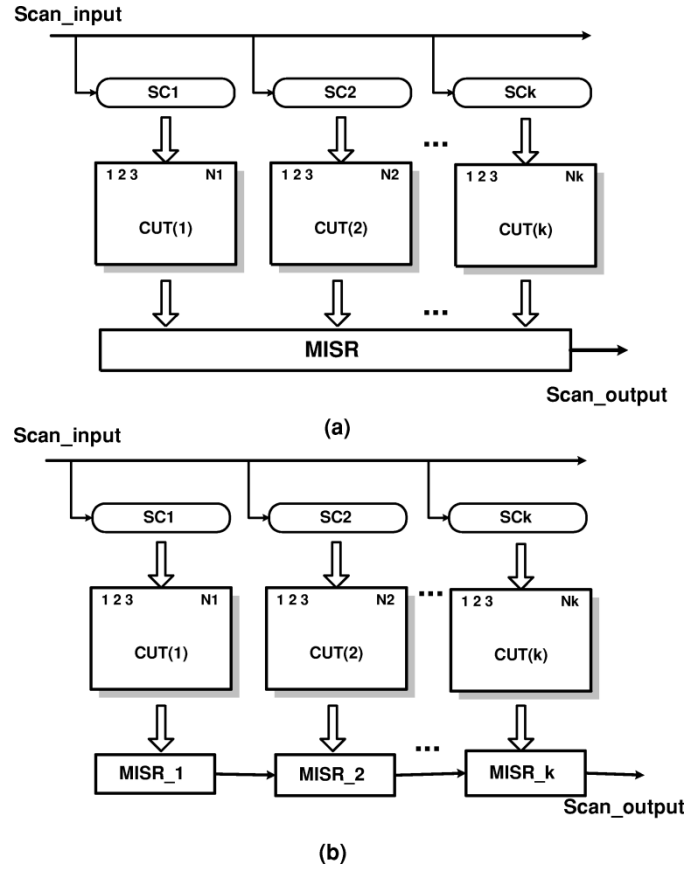 Scan_input
SC1 SC2 SCk
...
1 2 3 N1 1 2 3 N2 1 2 3 Nk
CUT(1) CUT(2) CUT(k)
...
MISR
Scan_output
(a)
Scan_input
SC1 SC2 SCk
1 2 3 N1 1 2 3 N2 ... 1 2 3 Nk
CUT(1) CUT(2) CUT(k)
...
MISR_1 MISR_2 MISR_k
Scan_output
(b)